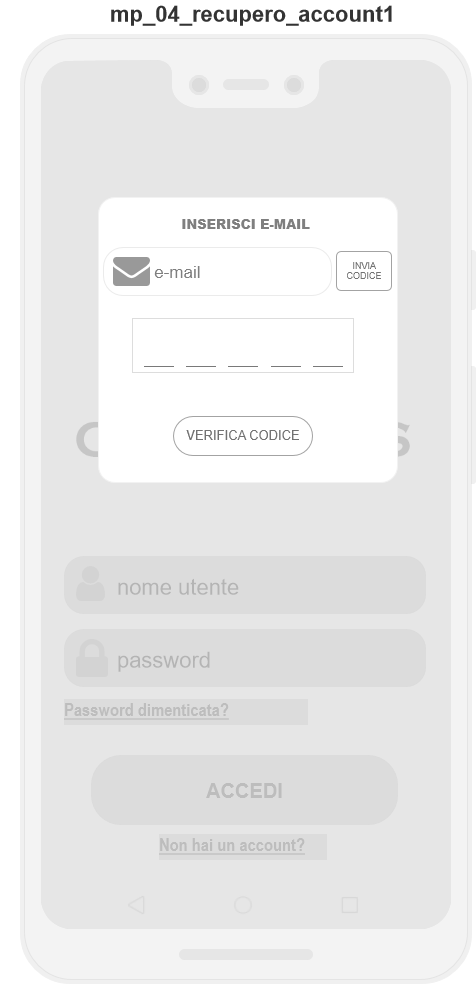 mp_04_recupero_account1
INSERISCI E-MAIL
e-mail
INVIA
CODICE
VERIFICA CODICE
nome utente
password
Password dimenticata?
ACCEDI
Non hai un account?